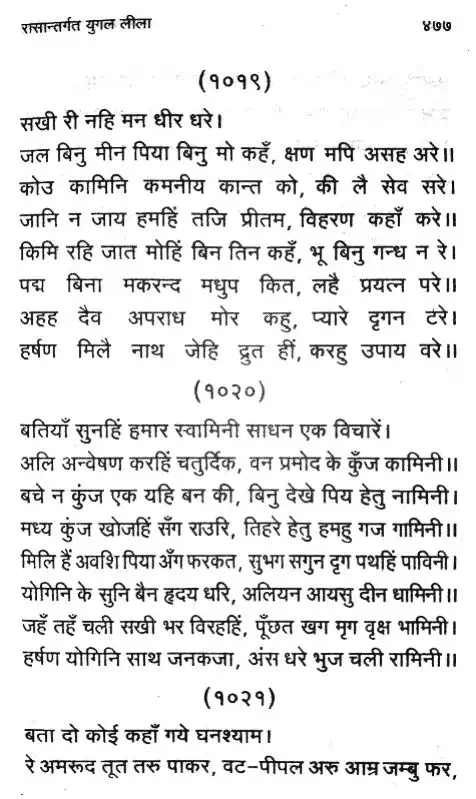 रासान्तर्गत युगल लीला ४७७
(१०१९)
सखी री नहि मन धीर धरे।
जल बिनु मीन पिया बिनु मो कहँ, क्षण मपि असह अरे॥
कोउ कामिनि कमनीय कान्त को, की लै सेव सरे।
जानि न जाय हमहिं तजि प्रीतम, विहरण कहाँ करे॥
किमि रहि जात मोहिं बिन तिन कहँ, भू बिनु गन्ध न रे।
पद्म बिना मकरन्द मधुप कित, लहै प्रयत्न परे॥
अहह दैव अपराध मोर कहु, प्यारे दृगन टरे।
हर्षण मिलै नाथ जेहि द्रुत हीं, करहु उपाय वरे॥
(१०२०)
बतियाँ सुनहिं हमार स्वामिनी साधन एक विचारें।
अलि अन्वेषण करहिं चतुर्दिक, वन प्रमोद के कुँज कामिनी॥
बचे न कुंज एक यहि बन की, बिनु देखे पिय हेतु नामिनी।
मध्य कुंज खोजहिं सँग राउरि, तिहरे हेतु हमहु गज गामिनी॥
मिलि हैं अवशि पिया अँग फरकत, सुभग सगुन दृग पथहिं पाविनी।
योगिनि के सुनि बैन हृदय धरि, अलियन आयसु दीन धामिनी॥
जहँ तहँ चली सखी भर विरहहिं, पूँछत खग मृग वृक्ष भामिनी।
हर्षण योगिनि साथ जनकजा, अंस धरे भुज चली रामिनी॥
(१०२१)
बता दो कोई कहाँ गये घनश्याम।
रे अमरूद तूत तरु पाकर, वट-पीपल अरु आम्र जम्बु फर,